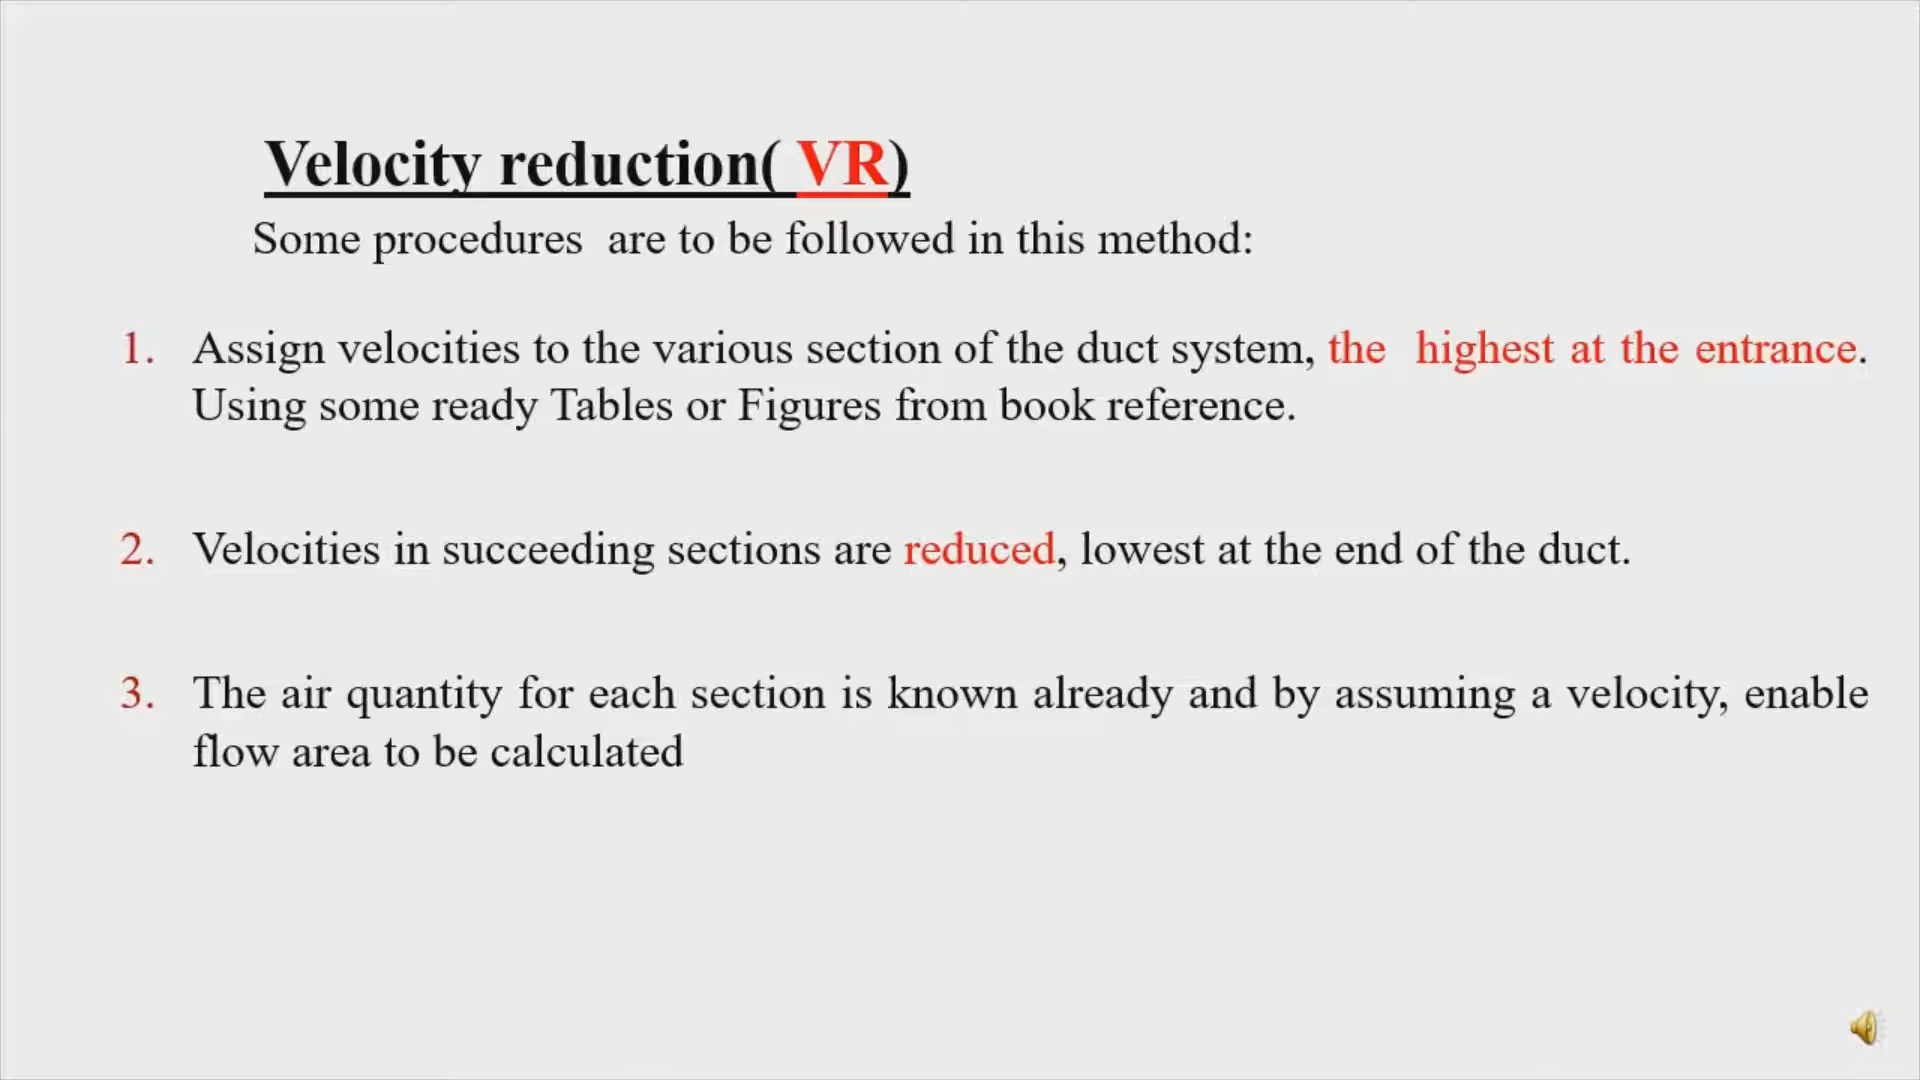 Velocity reduction( VR)
Some procedures are to be followed in this method:
1. Assign velocities to the various section of the duct system, the highest at the entrance.
Using some ready Tables or Figures from book reference.
2. Velocities in succeeding sections are reduced, lowest at the end of the duct.
3. The air quantity for each section is known already and by assuming a velocity, enable
flow area to be calculated